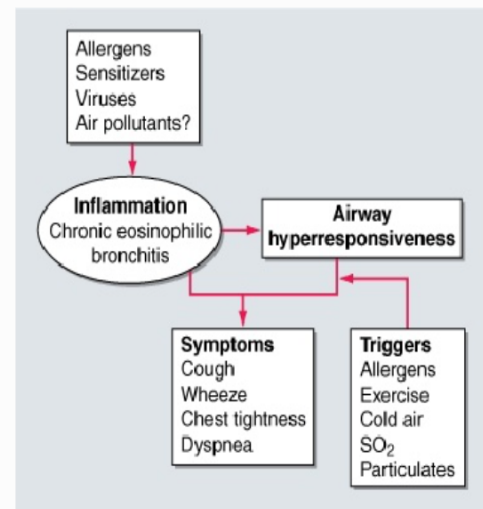 Allergens
Sensitizers
Viruses
Air pollutants?
Inflammation
Chronic eosinophilic
bronchitis
Airway
hyperresponsiveness
Symptoms
Cough
Wheeze
Chest tightness
Dyspnea
Triggers
Allergens
Exercise
Cold air
SO₂
Particulates